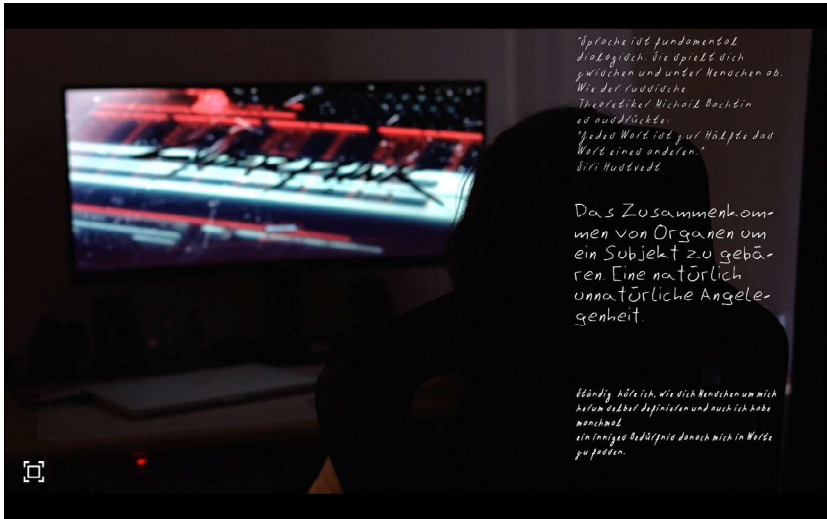 Cyberpunk
"Sprache ist fundamental
dialogisch. Sie spielt sich
zwischen und unter Menschen ab.
Wie der russische
Theoretiker Michail Bachtin
es ausdrückte:
"Jedes Wort ist zur Hälfte das
Wort eines anderen."
Siri Hustvedt
Das Zusammenkom-
men von Organen um
ein Subjekt zu gebä-
ren. Eine natürlich
unnatürliche Angele-
genheit.
Ständig höre ich, wie sich Menschen um mich
herum selber definieren und auch ich habe
manchmal
ein inniges Bedürfnis danach mich in Worte
zu fassen.